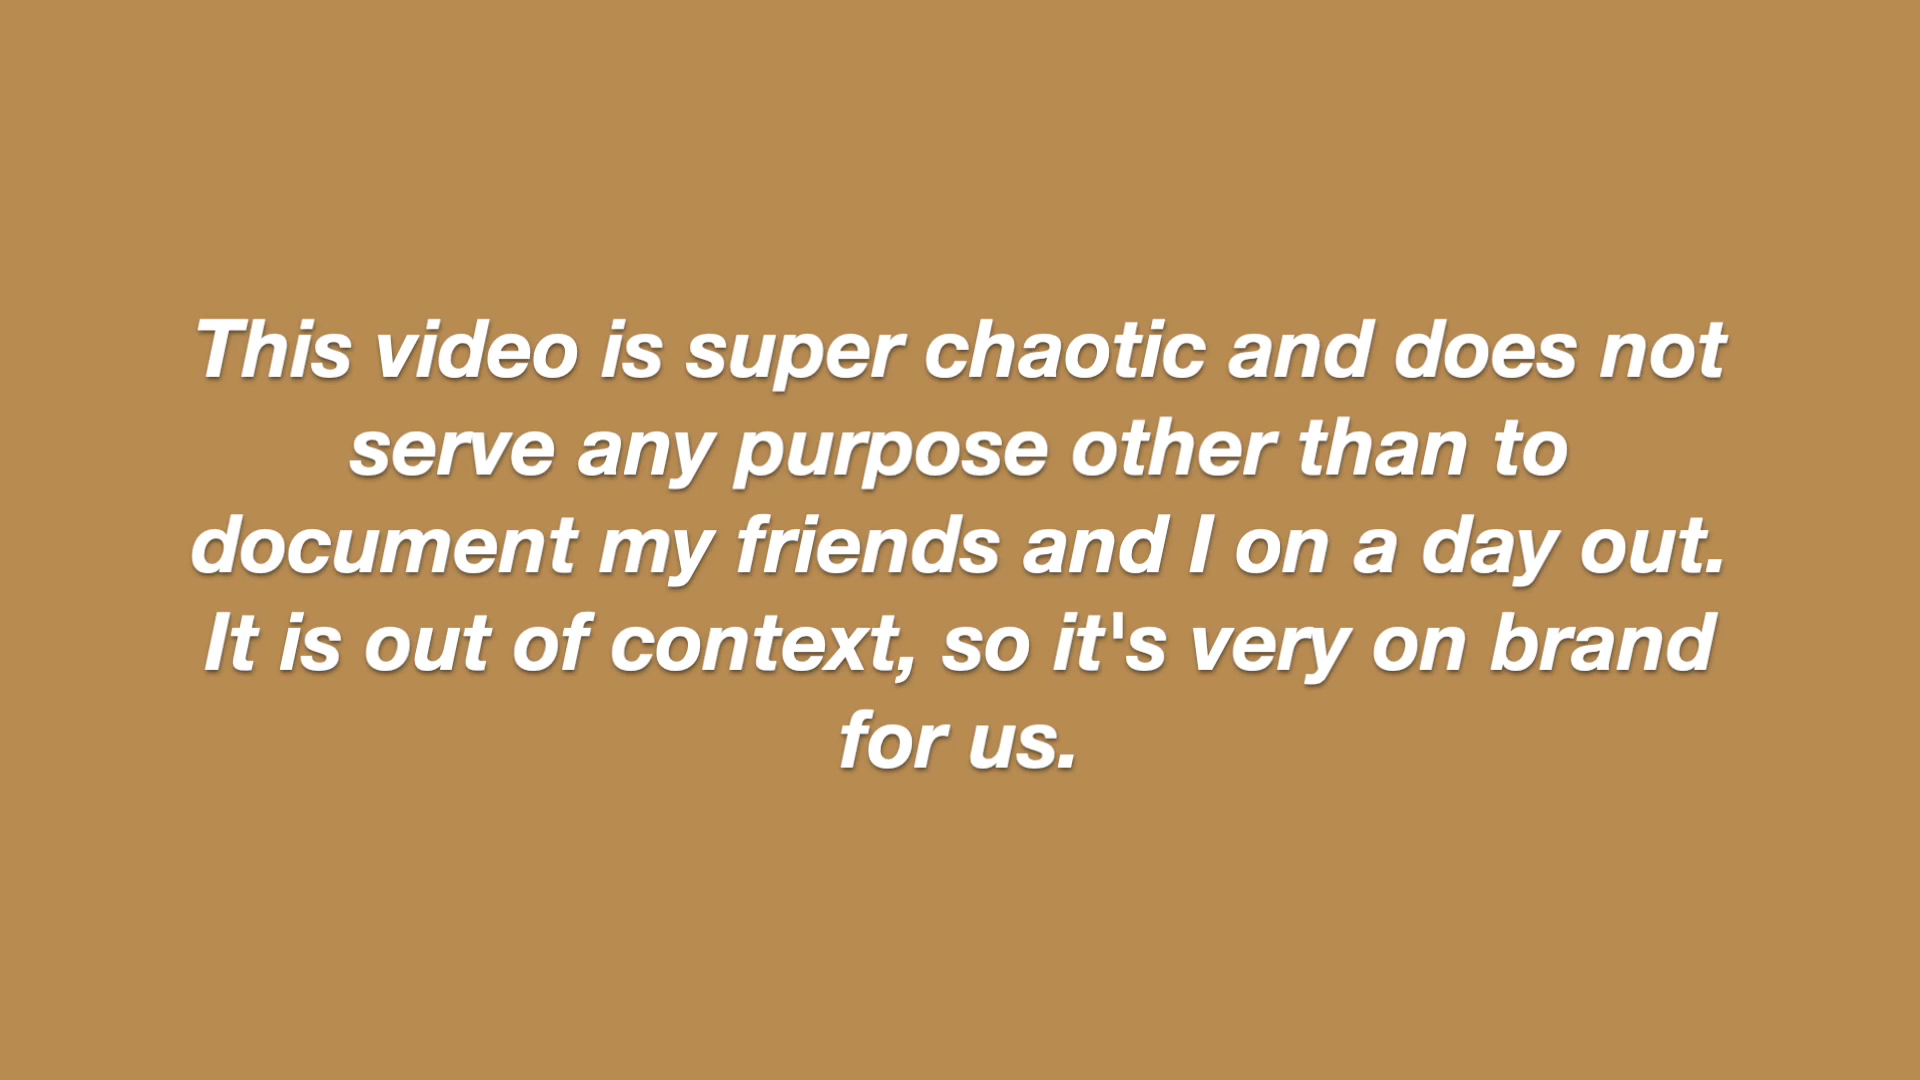 This video is super chaotic and does not
serve any purpose other than to
document my friends and I on a day out.
It is out of context, so it's very on brand
for us.